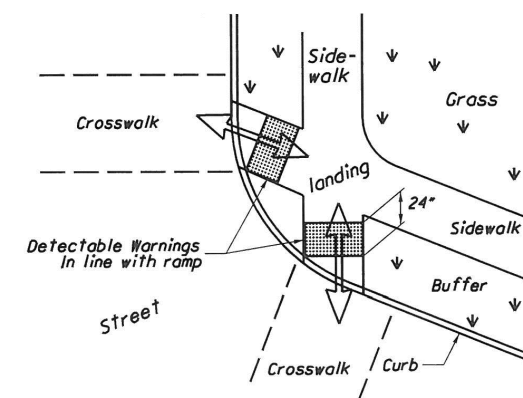 Side-
walk
Grass
Crosswalk
landing
24"
Sidewalk
Detectable Warnings
In line with ramp
Buffer
Street
Crosswalk
Curb